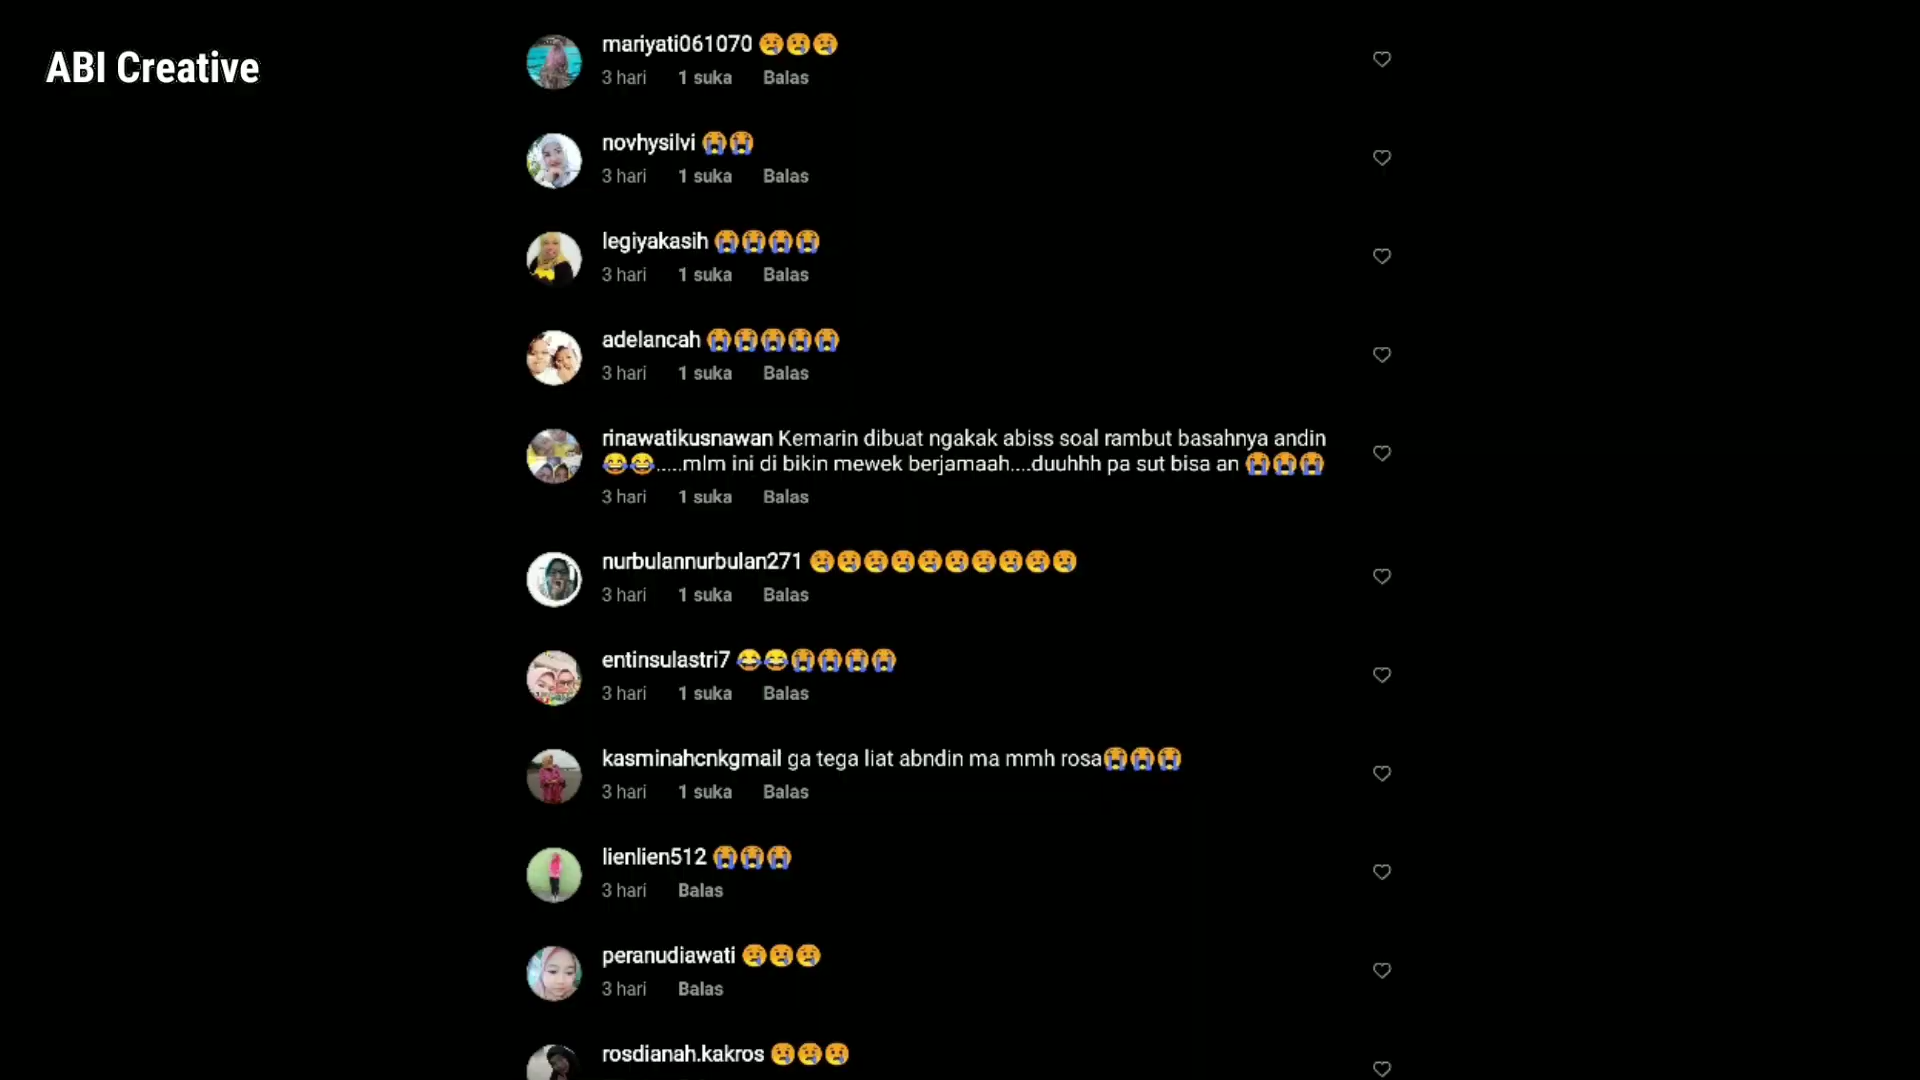 ABI Creative
mariyati061070 😢😢😢
3 hari 1 suka Balas
novhysilvi 😭😭
3 hari 1 suka Balas
legiyakasih 😭😭😭😭
3 hari 1 suka Balas
adelancah 😭😭😭😭😭
3 hari 1 suka Balas
rinawatikusnawan Kemarin dibuat ngakak abiss soal rambut basahnya andin
😂😂.....mlm ini di bikin mewek berjamaah....duuhhh pa sut bisa an 😭😭😭
3 hari 1 suka Balas
nurbulannurbulan271 😢😢😢😢😢😢😢😢😢😢
3 hari 1 suka Balas
entinsulastri7 😂😂😭😭😭😭
3 hari 1 suka Balas
kasminahcnkgmail ga tega liat abndin ma mmh rosa😭😭😭
3 hari 1 suka Balas
lienlien512 😭😭😭
3 hari Balas
peranudiawati 😢😢😢
3 hari Balas
rosdianah.kakros 😢😢😢